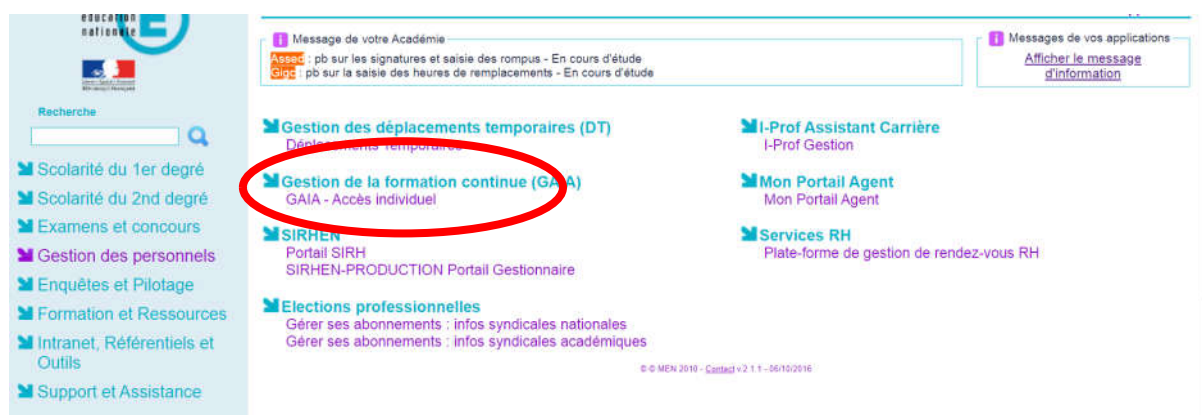 éducation
nationale
Recherche
Scolarité du 1er degré
Scolarité du 2nd degré
Examens et concours
Gestion des personnels
Enquêtes et Pilotage
Formation et Ressources
Intranet, Référentiels et
Outils
Support et Assistance
Message de votre Académie
Assed : pb sur les signatures et saisie des rompus - En cours d'étude
Gigc : pb sur la saisie des heures de remplacements - En cours d'étude
Messages de vos applications
Afficher le message
d'information
Gestion des déplacements temporaires (DT)
Déplacements Temporaires
Gestion de la formation continue (GAIA)
GAIA - Accès individuel
SIRHEN
Portail SIRH
SIRHEN-PRODUCTION Portail Gestionnaire
Elections professionnelles
Gérer ses abonnements : infos syndicales nationales
Gérer ses abonnements : infos syndicales académiques
I-Prof Assistant Carrière
I-Prof Gestion
Mon Portail Agent
Mon Portail Agent
Services RH
Plate-forme de gestion de rendez-vous RH
© © MEN 2010 - Contact v 2 1 1 - 06/10/2016